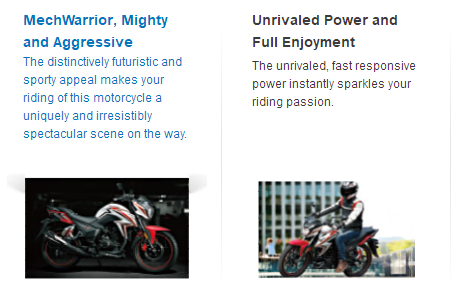 MechWarrior, Mighty
and Aggressive
The distinctively futuristic and
sporty appeal makes your
riding of this motorcycle a
uniquely and irresistibly
spectacular scene on the way.
Unrivaled Power and
Full Enjoyment
The unrivaled, fast responsive
power instantly sparkles your
riding passion.